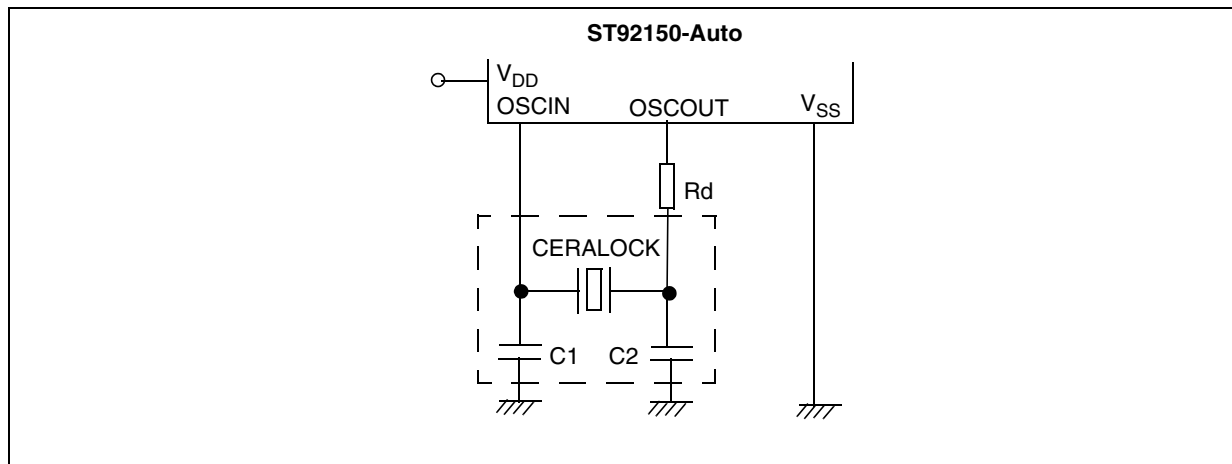 ST92150-Auto
VDD
OSCIN OSCOUT VSS
Rd
CERALOCK
C1 C2